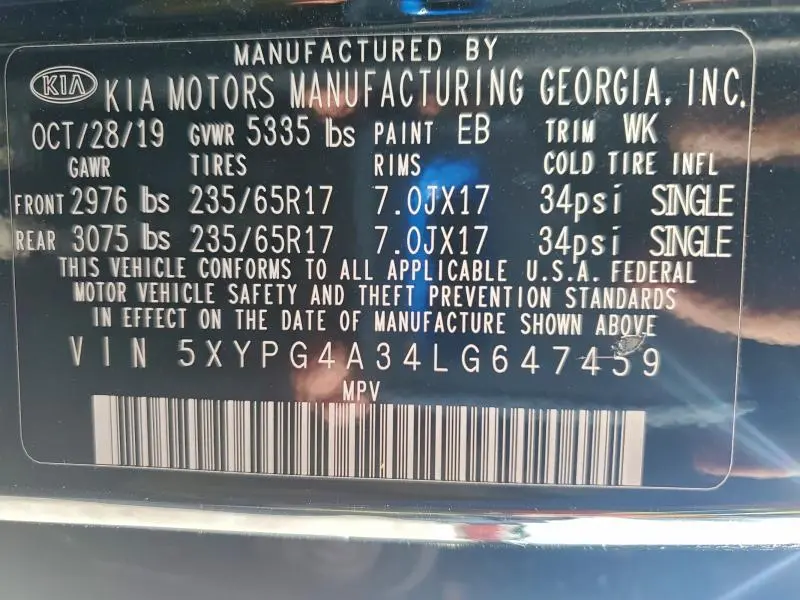 MANUFACTURED BY
KIA KIA MOTORS MANUFACTURING GEORGIA, INC.
OCT/28/19 GVWR 5335 lbs PAINT EB TRIM WK
GAWR TIRES RIMS COLD TIRE INFL
FRONT 2976 lbs 235/65R17 7.0JX17 34psi SINGLE
REAR 3075 lbs 235/65R17 7.0JX17 34psi SINGLE
THIS VEHICLE CONFORMS TO ALL APPLICABLE U.S.A. FEDERAL
MOTOR VEHICLE SAFETY AND THEFT PREVENTION STANDARDS
IN EFFECT ON THE DATE OF MANUFACTURE SHOWN ABOVE
VIN 5XYPG4A34LG647459
MPV